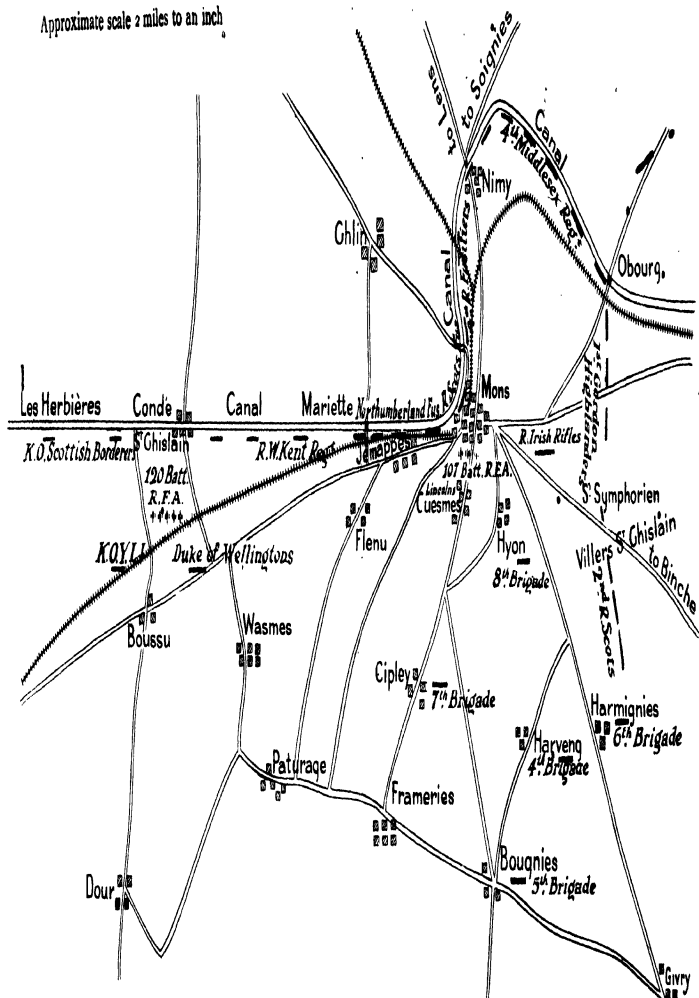 Approximate scale 2 miles to an inch
to Lens
to Soignies
Canal
4th Middlesex Regt.
Nimy
Ghlin
Canal
R. Fusiliers
Obourg.
1st Gordon
Highlanders
Les Herbières
Condé
Canal
Mariette
Northumberland Fus.
Mons
K.O. Scottish Borderers
St Ghislain
R.W. Kent Regt.
Jemappes
R. Irish Rifles
120 Batt.
R.F.A.
107 Batt. R.F.A.
Lincolns
Cuesmes
St Symphorien
St Ghislain
to Binche
K.O.Y.L.I.
Duke of Wellingtons
Flenu
Hyon
8th Brigade
Villers
2nd R. Scots
Boussu
Wasmes
Cipley
7th Brigade
Harmignies
6th Brigade
Harveng
4th Brigade
Paturage
Frameries
Bougnies
5th Brigade
Dour
Givry